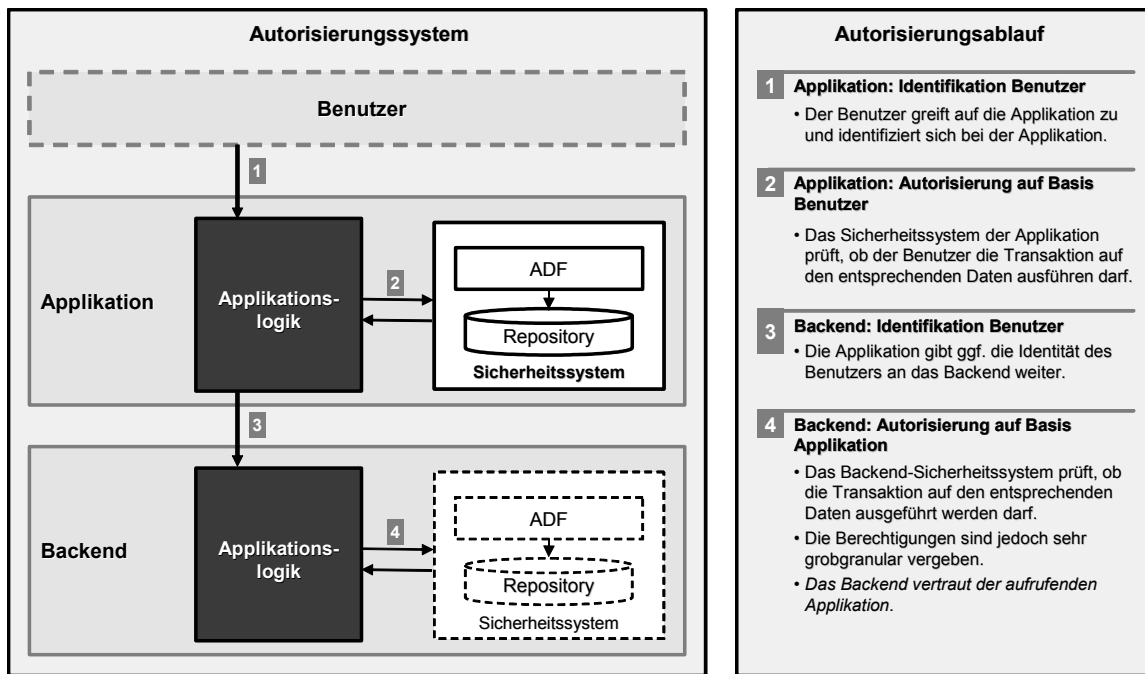 Autorisierungssystem
Benutzer
1
Applikation
Applikations-
logik
2
ADF
Repository
Sicherheitssystem
3
Backend
Applikations-
logik
4
ADF
Repository
Sicherheitssystem
Autorisierungsablauf
1 Applikation: Identifikation Benutzer
• Der Benutzer greift auf die Applikation zu
und identifiziert sich bei der Applikation.
2 Applikation: Autorisierung auf Basis
Benutzer
• Das Sicherheitssystem der Applikation
prüft, ob der Benutzer die Transaktion auf
den entsprechenden Daten ausführen darf.
3 Backend: Identifikation Benutzer
• Die Applikation gibt ggf. die Identität des
Benutzers an das Backend weiter.
4 Backend: Autorisierung auf Basis
Applikation
• Das Backend-Sicherheitssystem prüft, ob
die Transaktion auf den entsprechenden
Daten ausgeführt werden darf.
• Die Berechtigungen sind jedoch sehr
grobgranular vergeben.
• Das Backend vertraut der aufrufenden
Applikation.